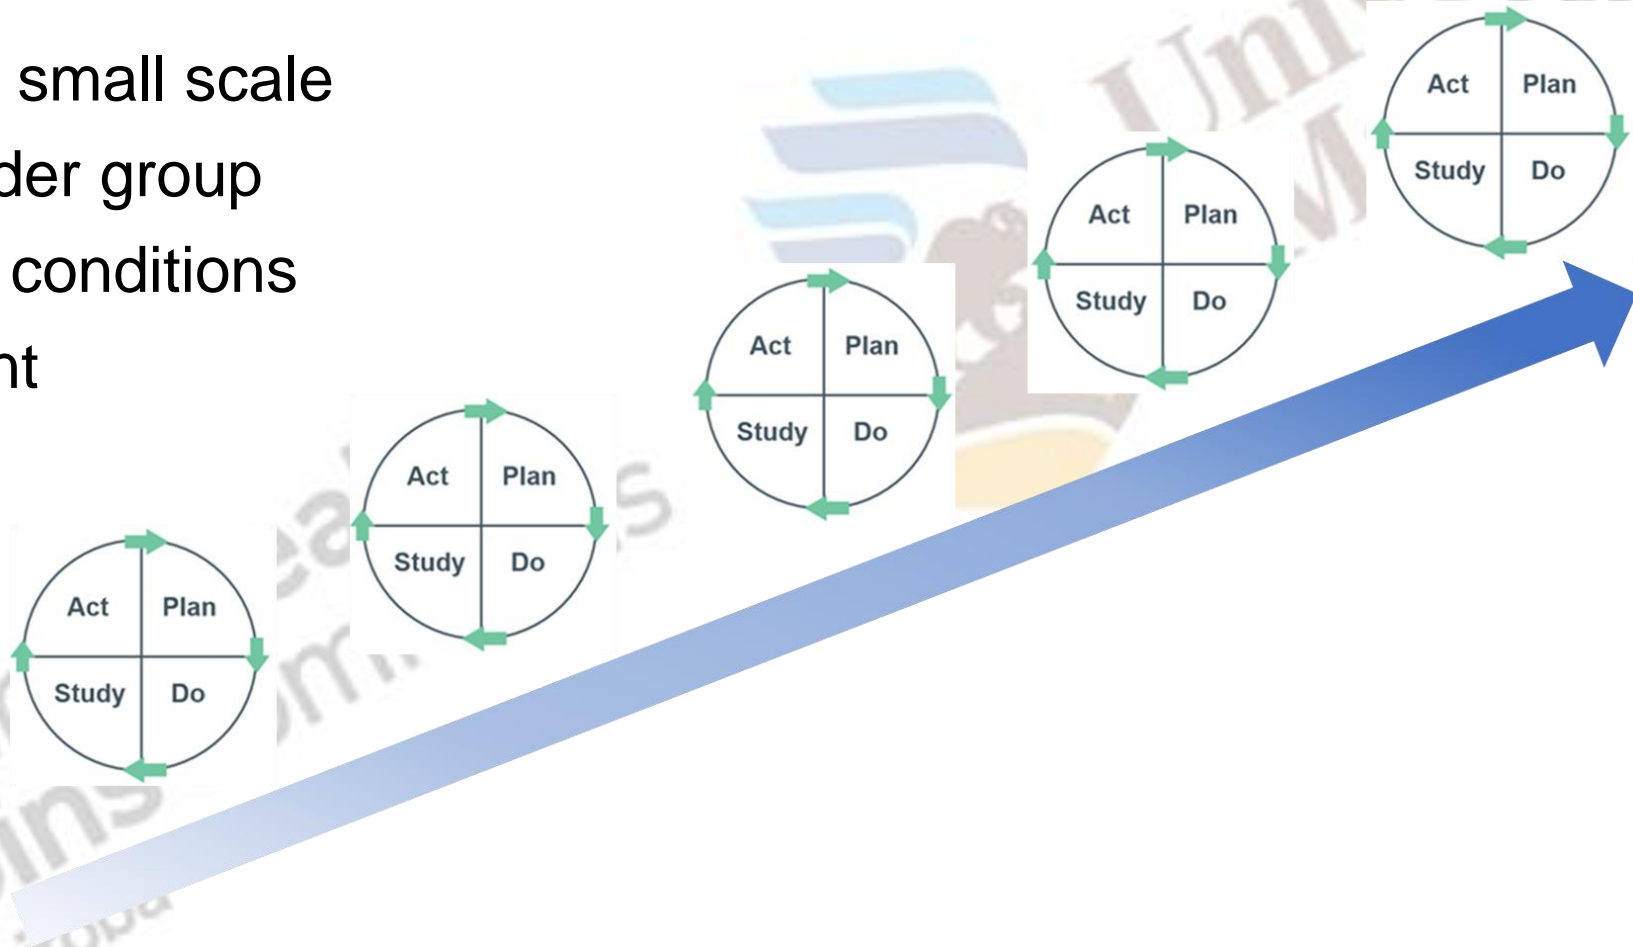 small scale
der group
conditions
nt
Act Plan
Study Do
Act Plan
Study Do
Act Plan
Study Do
Act Plan
Study Do
Act Plan
Study Do